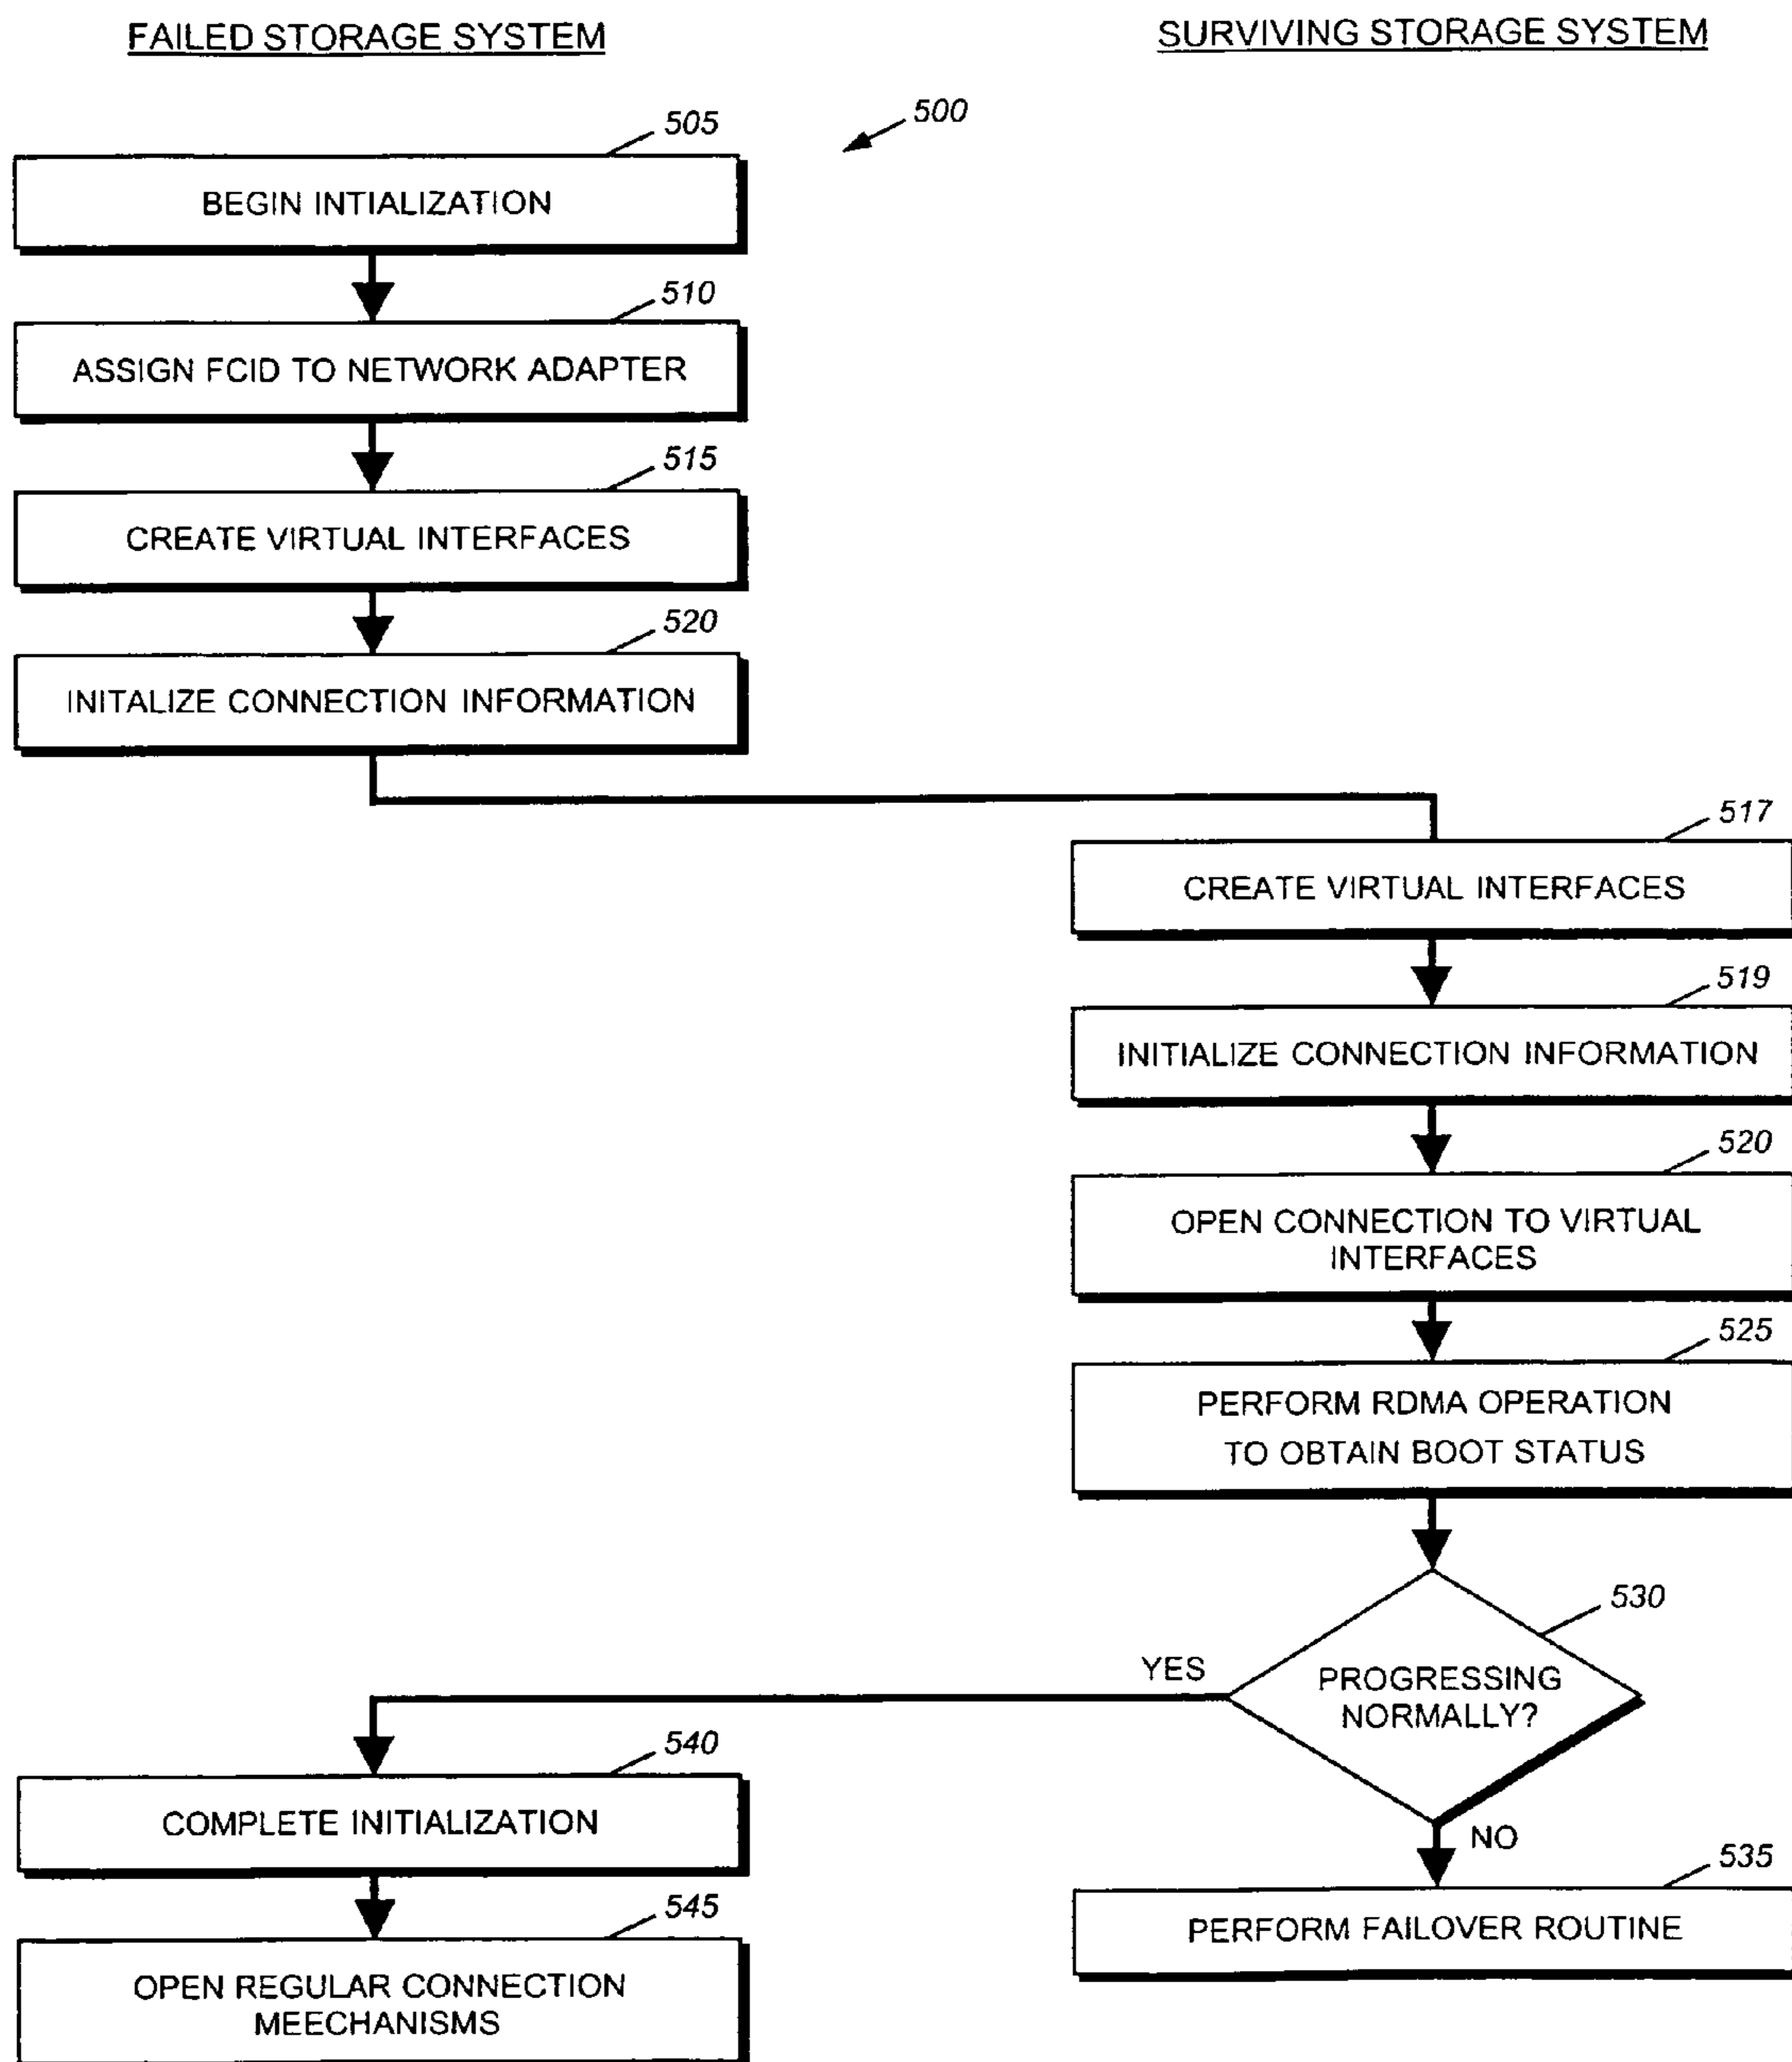 FAILED STORAGE SYSTEM
SURVIVING STORAGE SYSTEM
500
505
BEGIN INTIALIZATION
510
ASSIGN FCID TO NETWORK ADAPTER
515
CREATE VIRTUAL INTERFACES
520
INITALIZE CONNECTION INFORMATION
517
CREATE VIRTUAL INTERFACES
519
INITIALIZE CONNECTION INFORMATION
520
OPEN CONNECTION TO VIRTUAL
INTERFACES
525
PERFORM RDMA OPERATION
TO OBTAIN BOOT STATUS
530
PROGRESSING
NORMALLY?
YES
NO
540
COMPLETE INITIALIZATION
535
PERFORM FAILOVER ROUTINE
545
OPEN REGULAR CONNECTION
MEECHANISMS